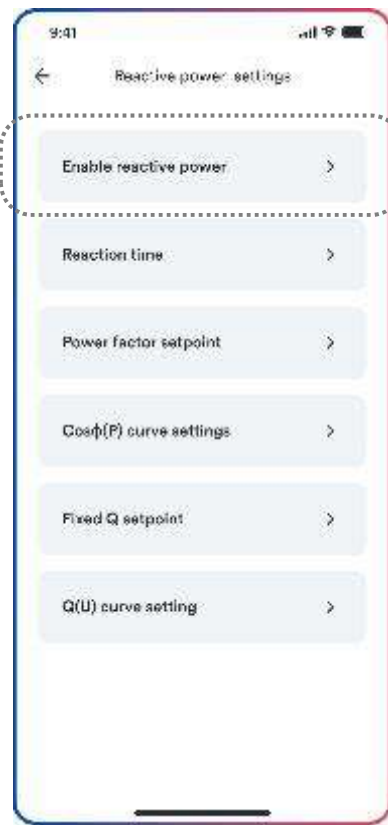 9:41
Reactive power settings
Enable reactive power
Reaction time
Power factor setpoint
Cosϕ(P) curve settings
Fixed Q setpoint
Q(U) curve setting